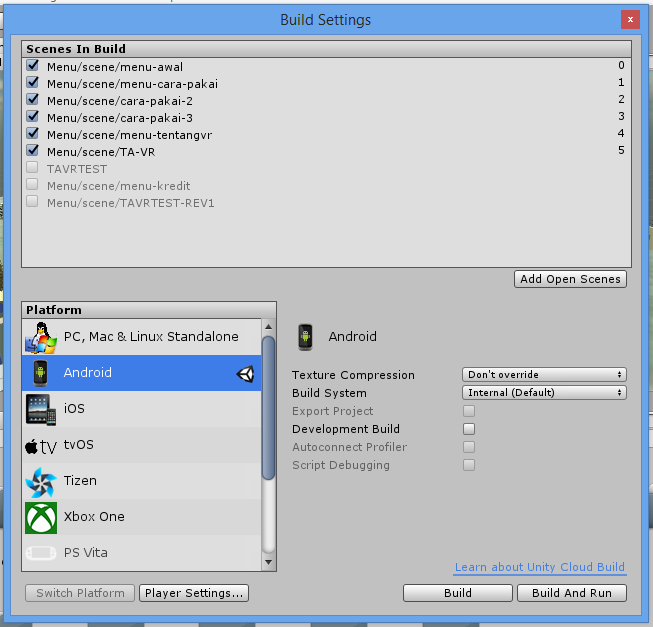 Build Settings
x
Scenes In Build
Menu/scene/menu-awal 0
Menu/scene/menu-cara-pakai 1
Menu/scene/cara-pakai-2 2
Menu/scene/cara-pakai-3 3
Menu/scene/menu-tentangvr 4
Menu/scene/TA-VR 5
TAVRTEST
Menu/scene/menu-kredit
Menu/scene/TAVRTEST-REV1
Add Open Scenes
Platform
PC, Mac & Linux Standalone
Android
iOS
tv tvOS
Tizen
Xbox One
PS Vita
Android
Texture Compression Don't override
Build System Internal (Default)
Export Project
Development Build
Autoconnect Profiler
Script Debugging
Learn about Unity Cloud Build
Switch Platform Player Settings... Build Build And Run